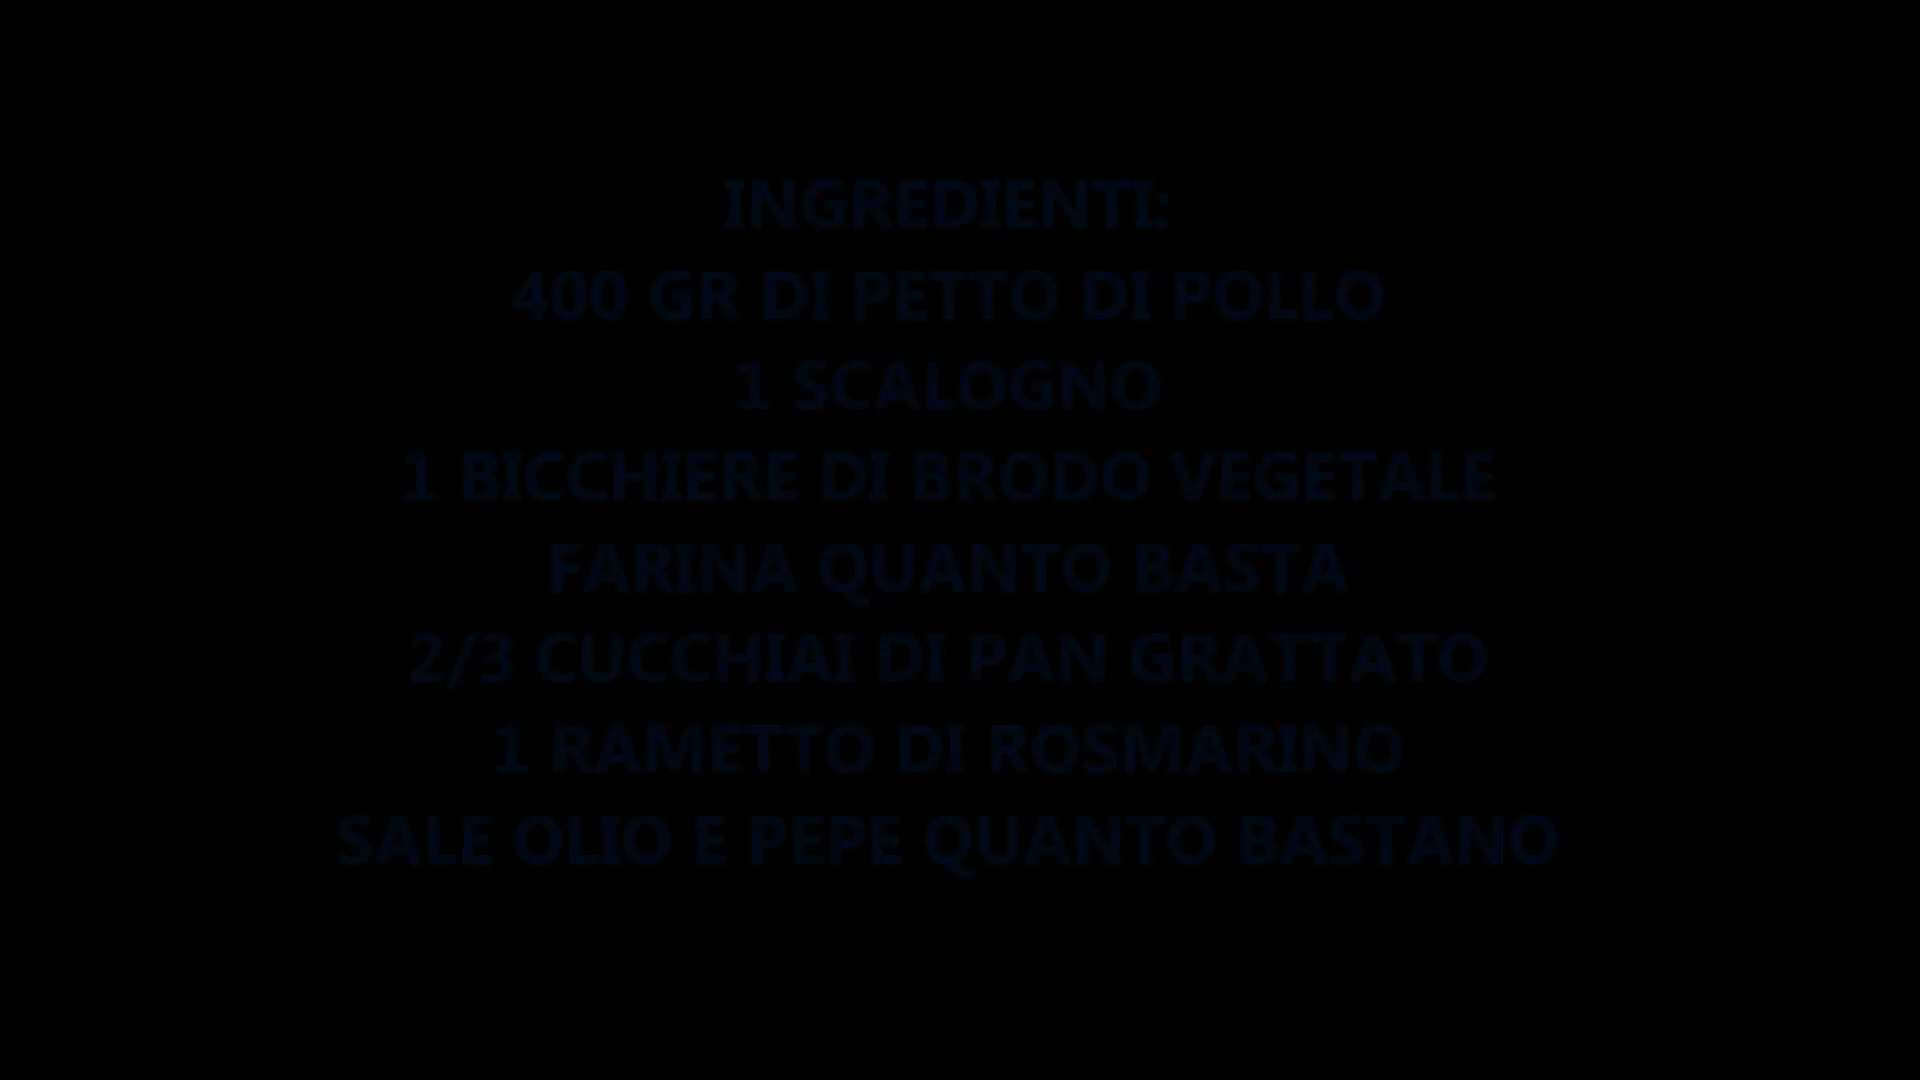 INGREDIENTI:
400 GR DI PETTO DI POLLO
1 SCALOGNO
1 BICCHIERE DI BRODO VEGETALE
FARINA QUANTO BASTA
2/3 CUCCHIAI DI PAN GRATTATO
1 RAMETTO DI ROSMARINO
SALE OLIO E PEPE QUANTO BASTANO